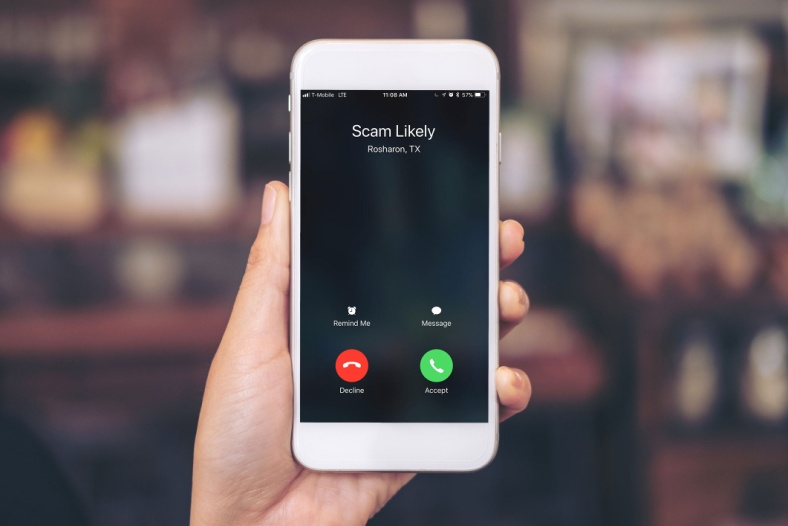 T-Mobile LTE 11:08 AM 57%
Scam Likely
Rosharon, TX
Remind Me Message
Decline Accept